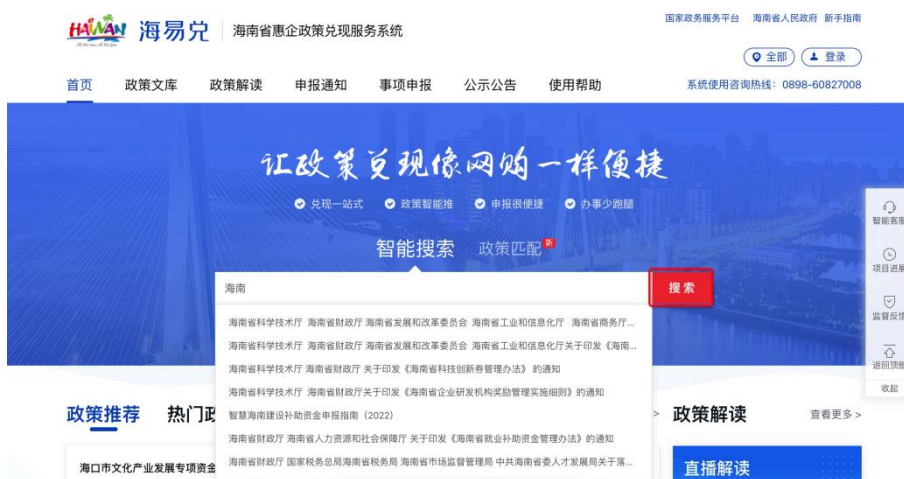 HAINAN 海易兑 海南省惠企政策兑现服务系统
国家政务服务平台 海南省人民政府 新手指南
全部 登录
首页 政策文库 政策解读 申报通知 事项申报 公示公告 使用帮助
系统使用咨询热线：0898-60827008
让政策兑现像网购一样便捷
兑现一站式 政策智能推 申报很便捷 办事少跑腿
智能搜索 政策匹配 新
海南 搜索
海南省科学技术厅 海南省财政厅 海南省发展和改革委员会 海南省工业和信息化厅 海南省商务厅...
海南省科学技术厅 海南省财政厅 海南省发展和改革委员会 海南省工业和信息化厅关于印发《海南...
海南省科学技术厅 海南省财政厅 关于印发《海南省科技创新券管理办法》 的通知
海南省科学技术厅 海南省财政厅关于印发《海南省企业研发机构奖励管理实施细则》的通知
智慧海南建设补助资金申报指南（2022）
海南省财政厅 海南省人力资源和社会保障厅 关于印发《海南省就业补助资金管理办法》的通知
海南省财政厅 国家税务总局海南省税务局 海南省市场监督管理局 中共海南省委人才发展局关于落...
智能客服
项目进展
监督反馈
返回顶部
收起
政策推荐 热门政
>
政策解读 查看更多 >
海口市文化产业发展专项资金
直播解读